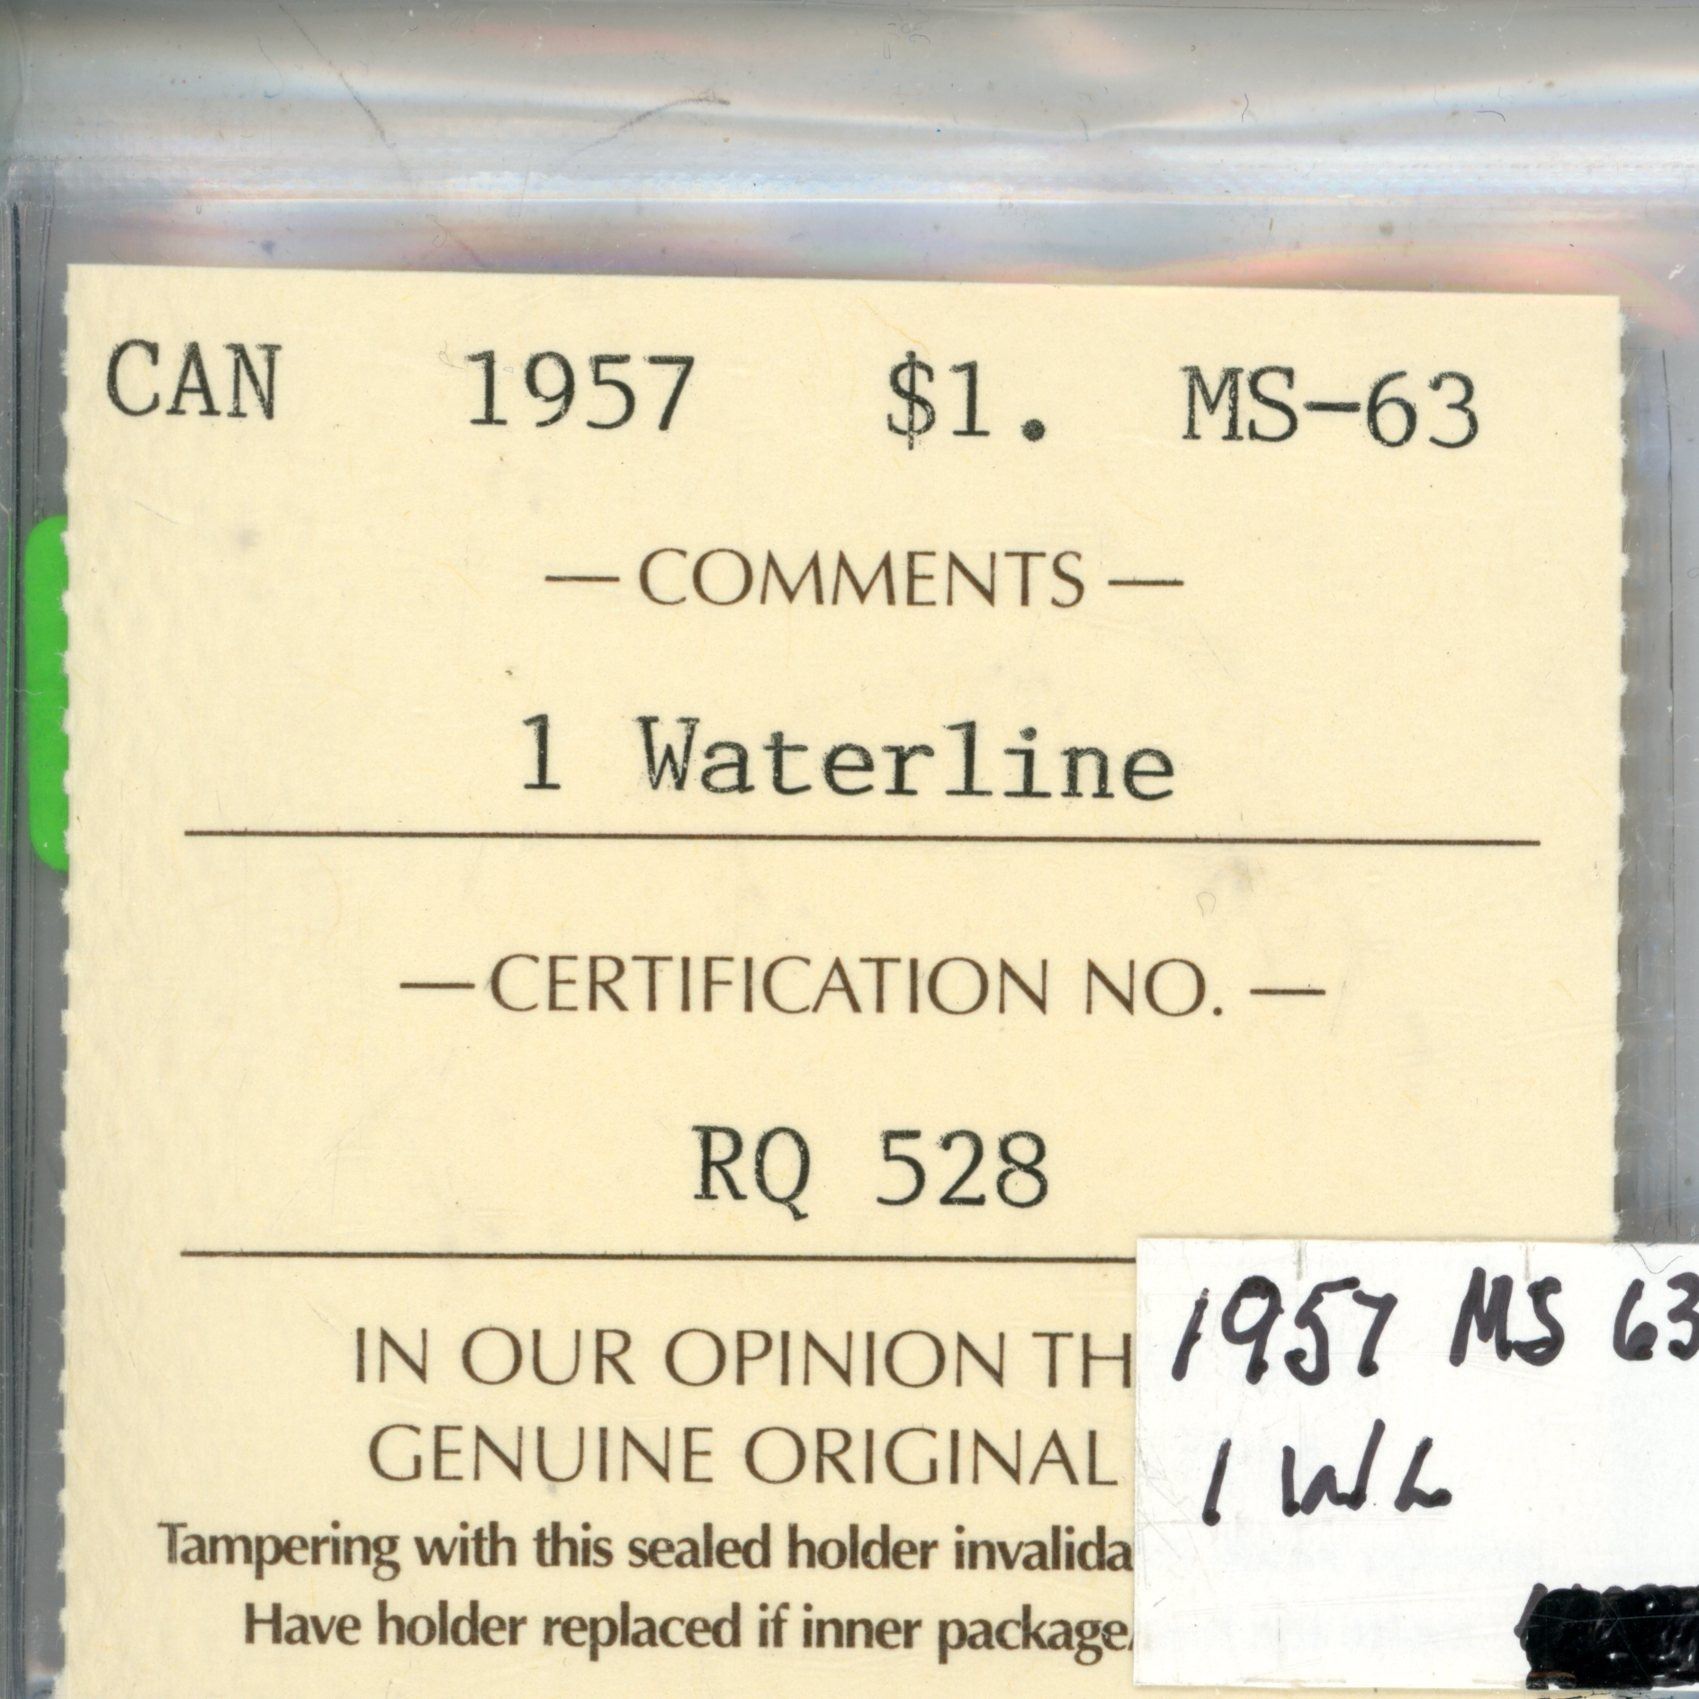 CAN 1957 $1. MS-63
—COMMENTS—
1 Waterline
—CERTIFICATION NO.—
RQ 528
IN OUR OPINION TH
GENUINE ORIGINAL
Tampering with this sealed holder invalida
Have holder replaced if inner package
1957 MS 63
1 WL